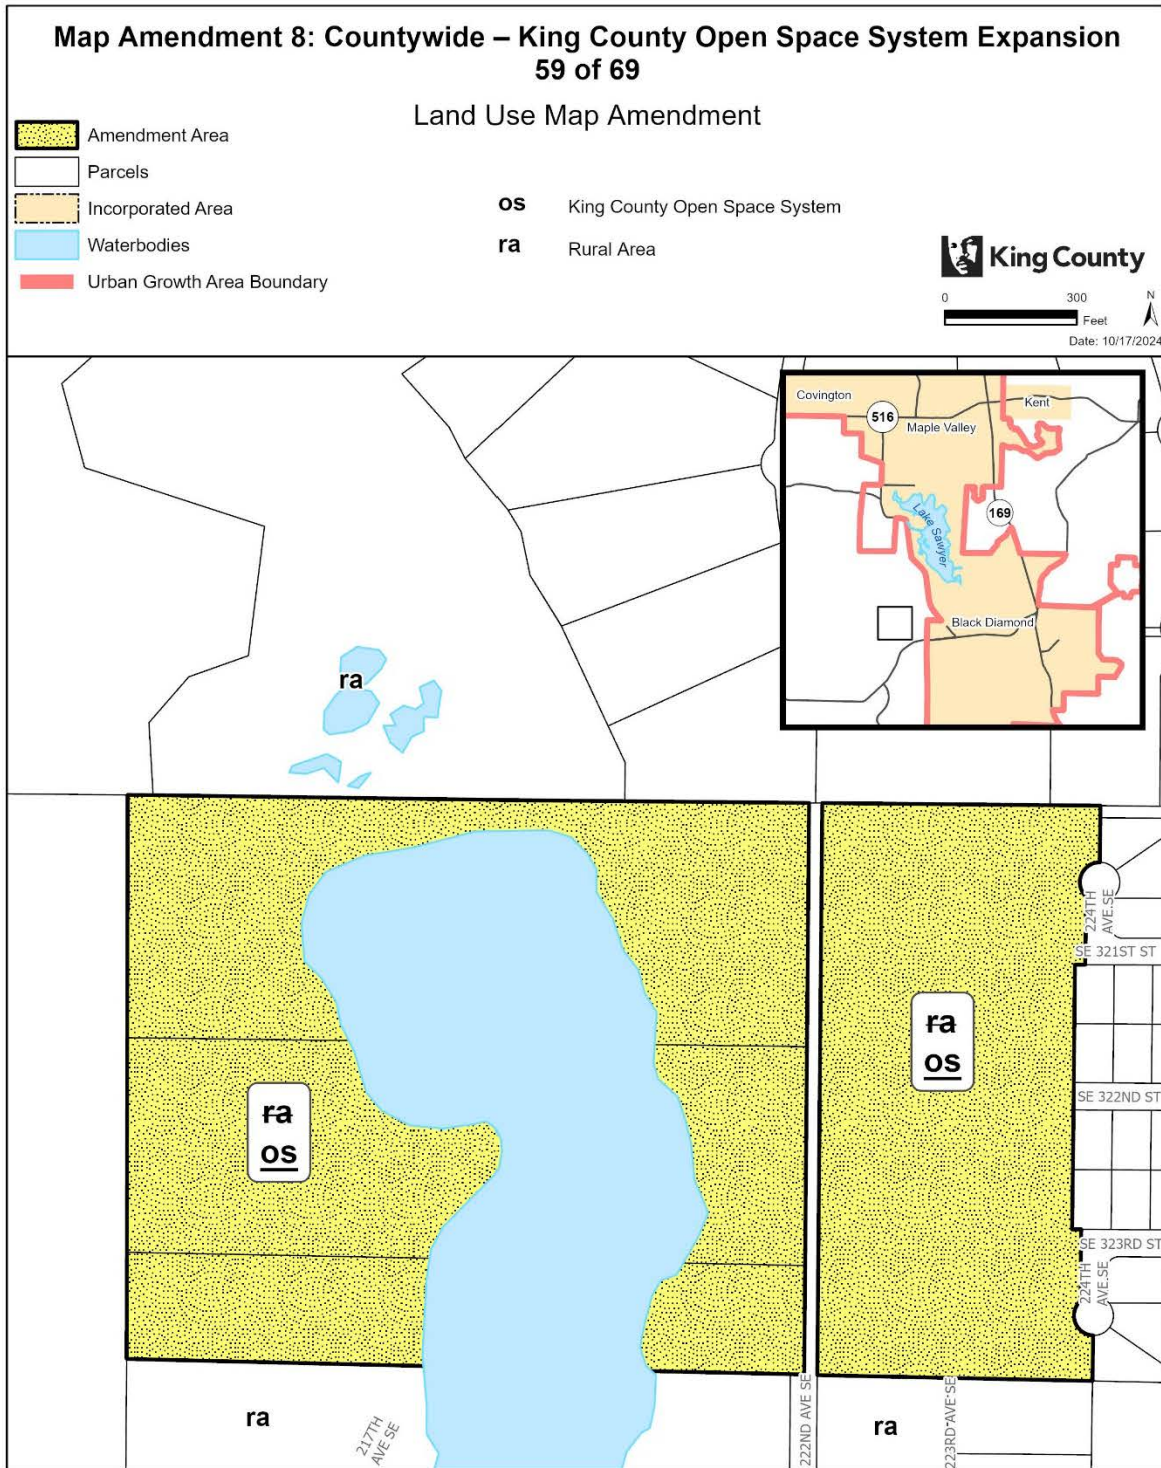 Map Amendment 8: Countywide – King County Open Space System Expansion
59 of 69
Land Use Map Amendment
Amendment Area
Parcels
Incorporated Area
Waterbodies
Urban Growth Area Boundary
os King County Open Space System
ra Rural Area
King County
0 300
Feet
N
Date: 10/17/2024
Covington
516
Kent
Maple Valley
Lake Sawyer
169
Black Diamond
ra
224TH
AVE SE
SE 321ST ST
ra
os
SE 322ND ST
ra
os
SE 323RD ST
224TH
AVE SE
ra
217TH
AVE SE
222ND AVE SE
ra
223RD AVE SE